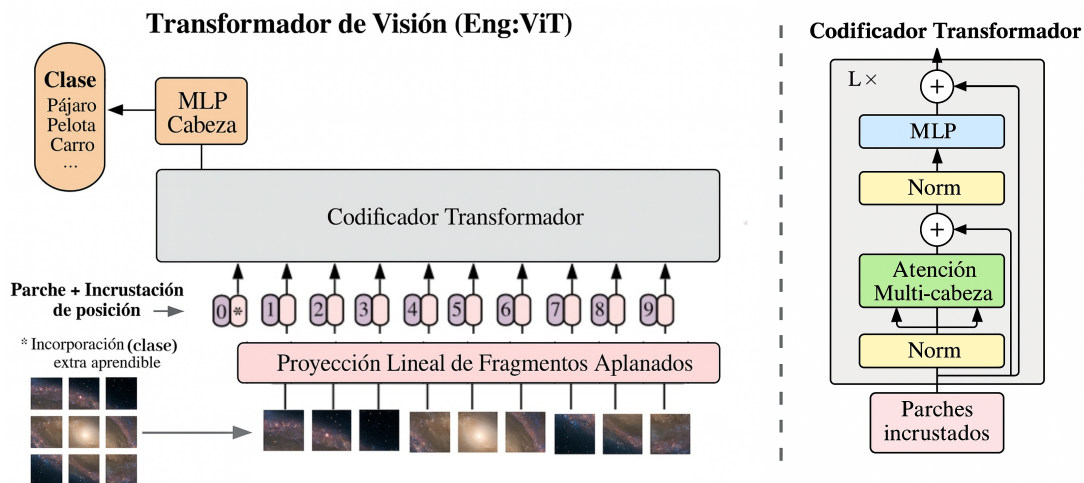 Transformador de Visión (Eng:ViT)
Clase
Pájaro
Pelota
Carro
...
MLP
Cabeza
Codificador Transformador
Parche + Incrustación
de posición
0 * 1 2 3 4 5 6 7 8 9
* Incorporación (clase)
extra aprendible
Proyección Lineal de Fragmentos Aplanados
Codificador Transformador
L ×
+
MLP
Norm
+
Atención
Multi-cabeza
Norm
Parches
incrustados